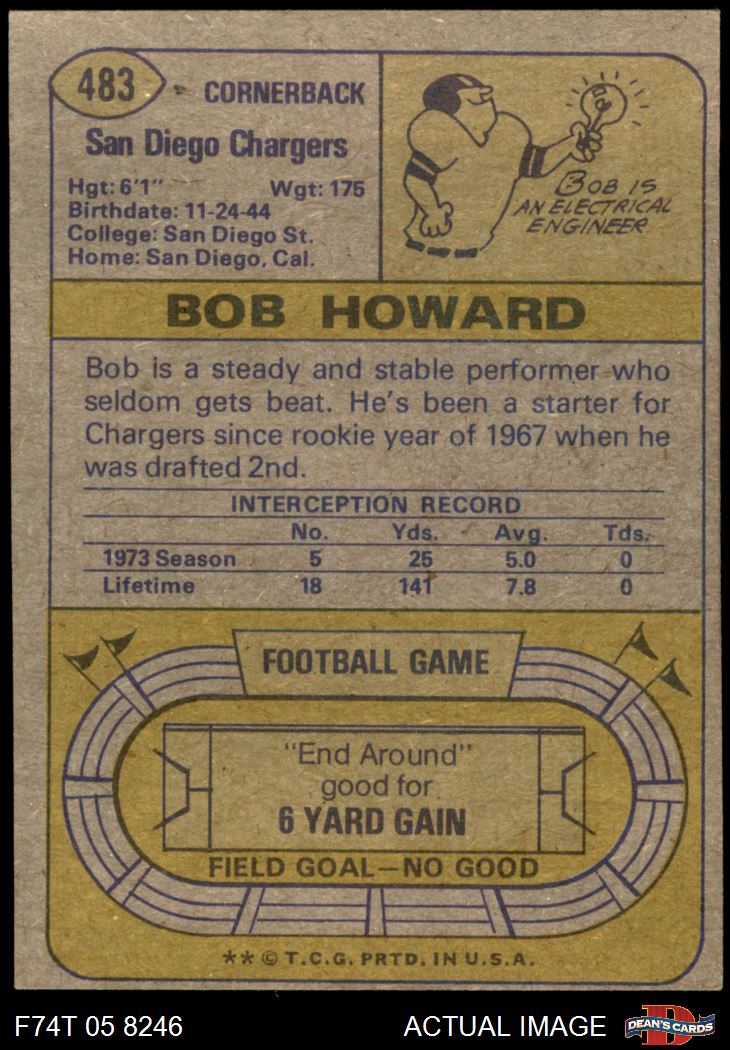 483 CORNERBACK
San Diego Chargers
Hgt: 6'1" Wgt: 175
Birthdate: 11-24-44
College: San Diego St.
Home: San Diego, Cal.
BOB IS
AN ELECTRICAL
ENGINEER
BOB HOWARD
Bob is a steady and stable performer who
seldom gets beat. He's been a starter for
Chargers since rookie year of 1967 when he
was drafted 2nd.
INTERCEPTION RECORD
No. Yds. Avg. Tds.
1973 Season 5 25 5.0 0
Lifetime 18 141 7.8 0
FOOTBALL GAME
"End Around"
good for
6 YARD GAIN
FIELD GOAL—NO GOOD
** © T.C.G. PRTD. IN U.S.A.
F74T 05 8246 ACTUAL IMAGE D DEAN'S CARDS